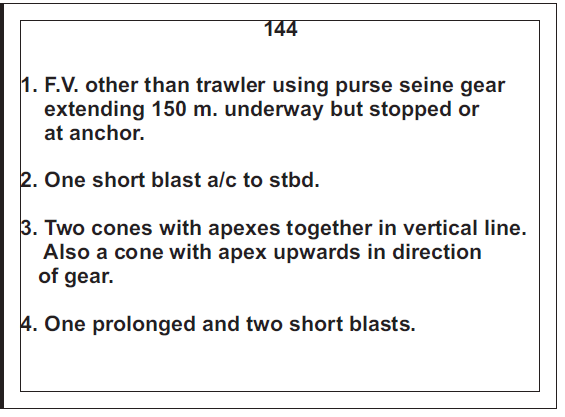 144
1. F.V. other than trawler using purse seine gear
extending 150 m. underway but stopped or
at anchor.
2. One short blast a/c to stbd.
3. Two cones with apexes together in vertical line.
Also a cone with apex upwards in direction
of gear.
4. One prolonged and two short blasts.